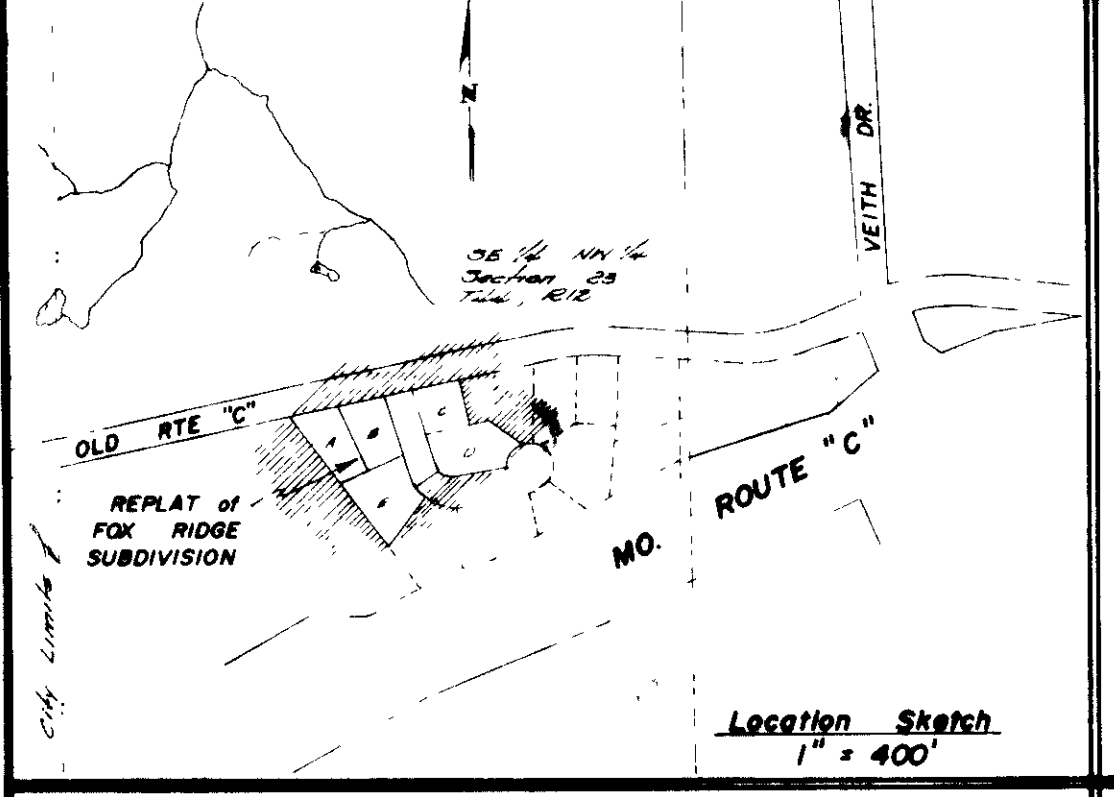 N
VEITH DR.
SE 1/4 NW 1/4
Section 23
R12
OLD RTE "C"
A
B
C
D
E
REPLAT of
FOX RIDGE
SUBDIVISION
MO. ROUTE "C"
City Limits
Location Sketch
1" = 400'